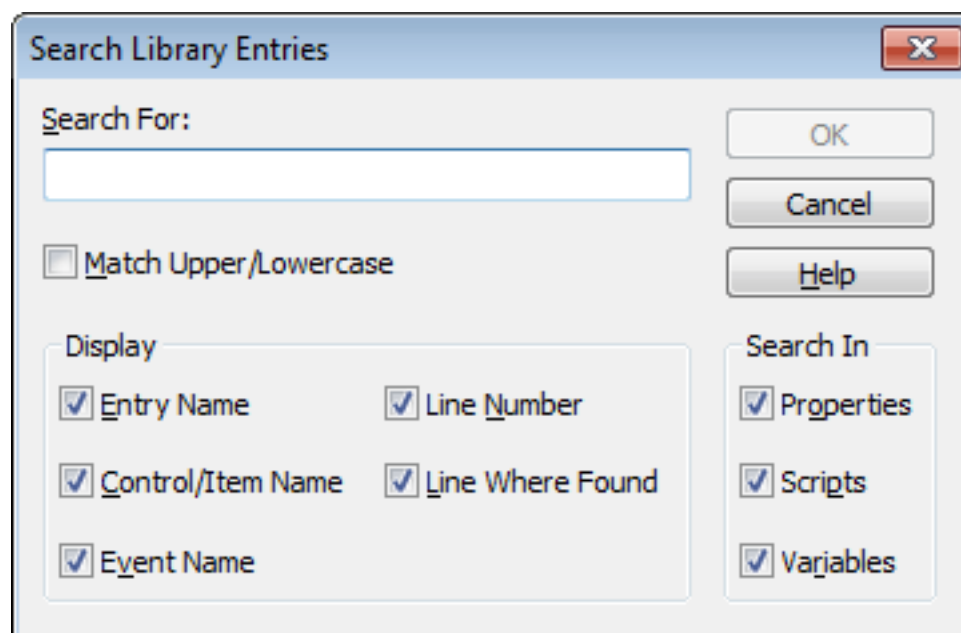 Search Library Entries
Search For:
OK
Cancel
Match Upper/Lowercase
Help
Display
Entry Name
Line Number
Control/Item Name
Line Where Found
Event Name
Search In
Properties
Scripts
Variables